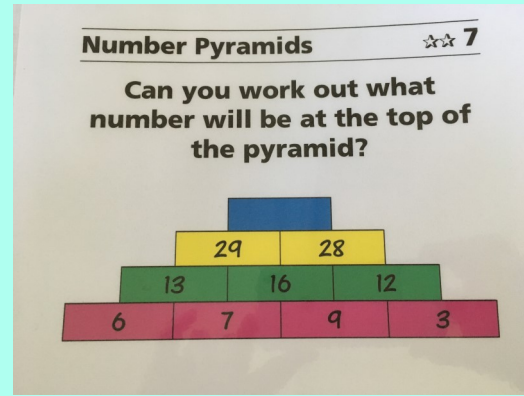 Number Pyramids ☆☆ 7
Can you work out what
number will be at the top of
the pyramid?
29 28
13 16 12
6 7 9 3